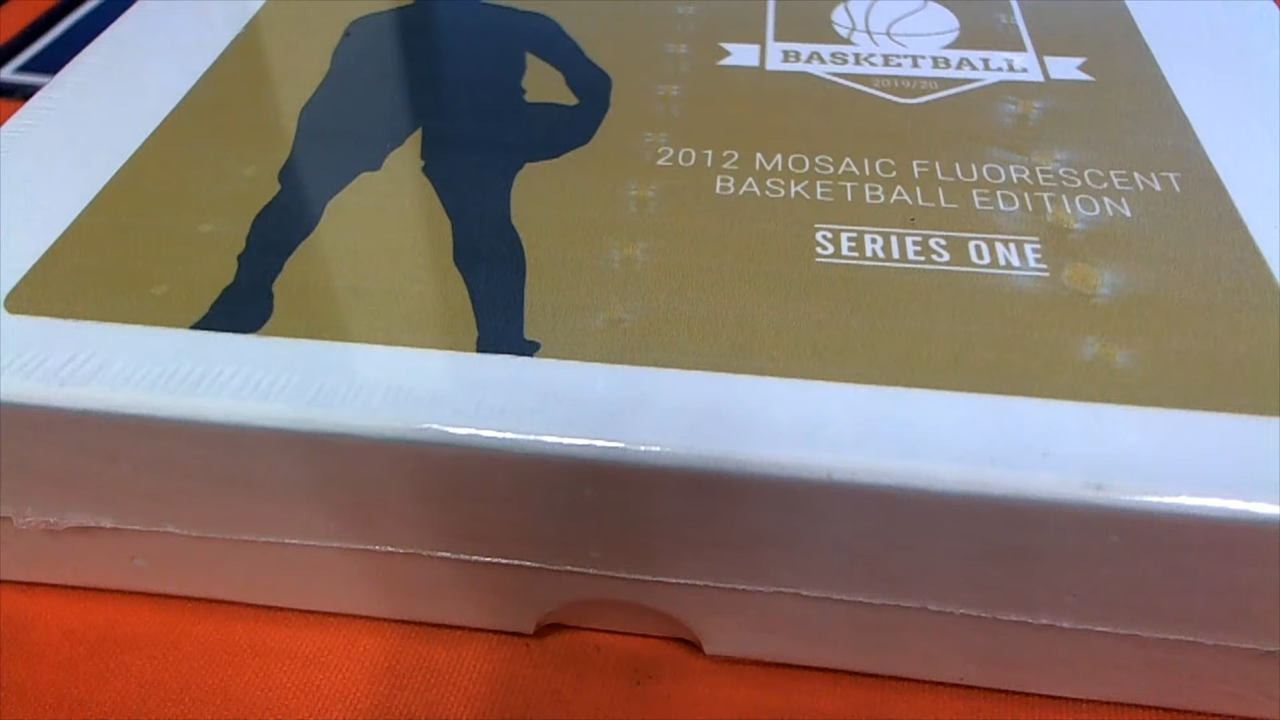 BASKETBALL
2019/20
2012 MOSAIC FLUORESCENT
BASKETBALL EDITION
SERIES ONE